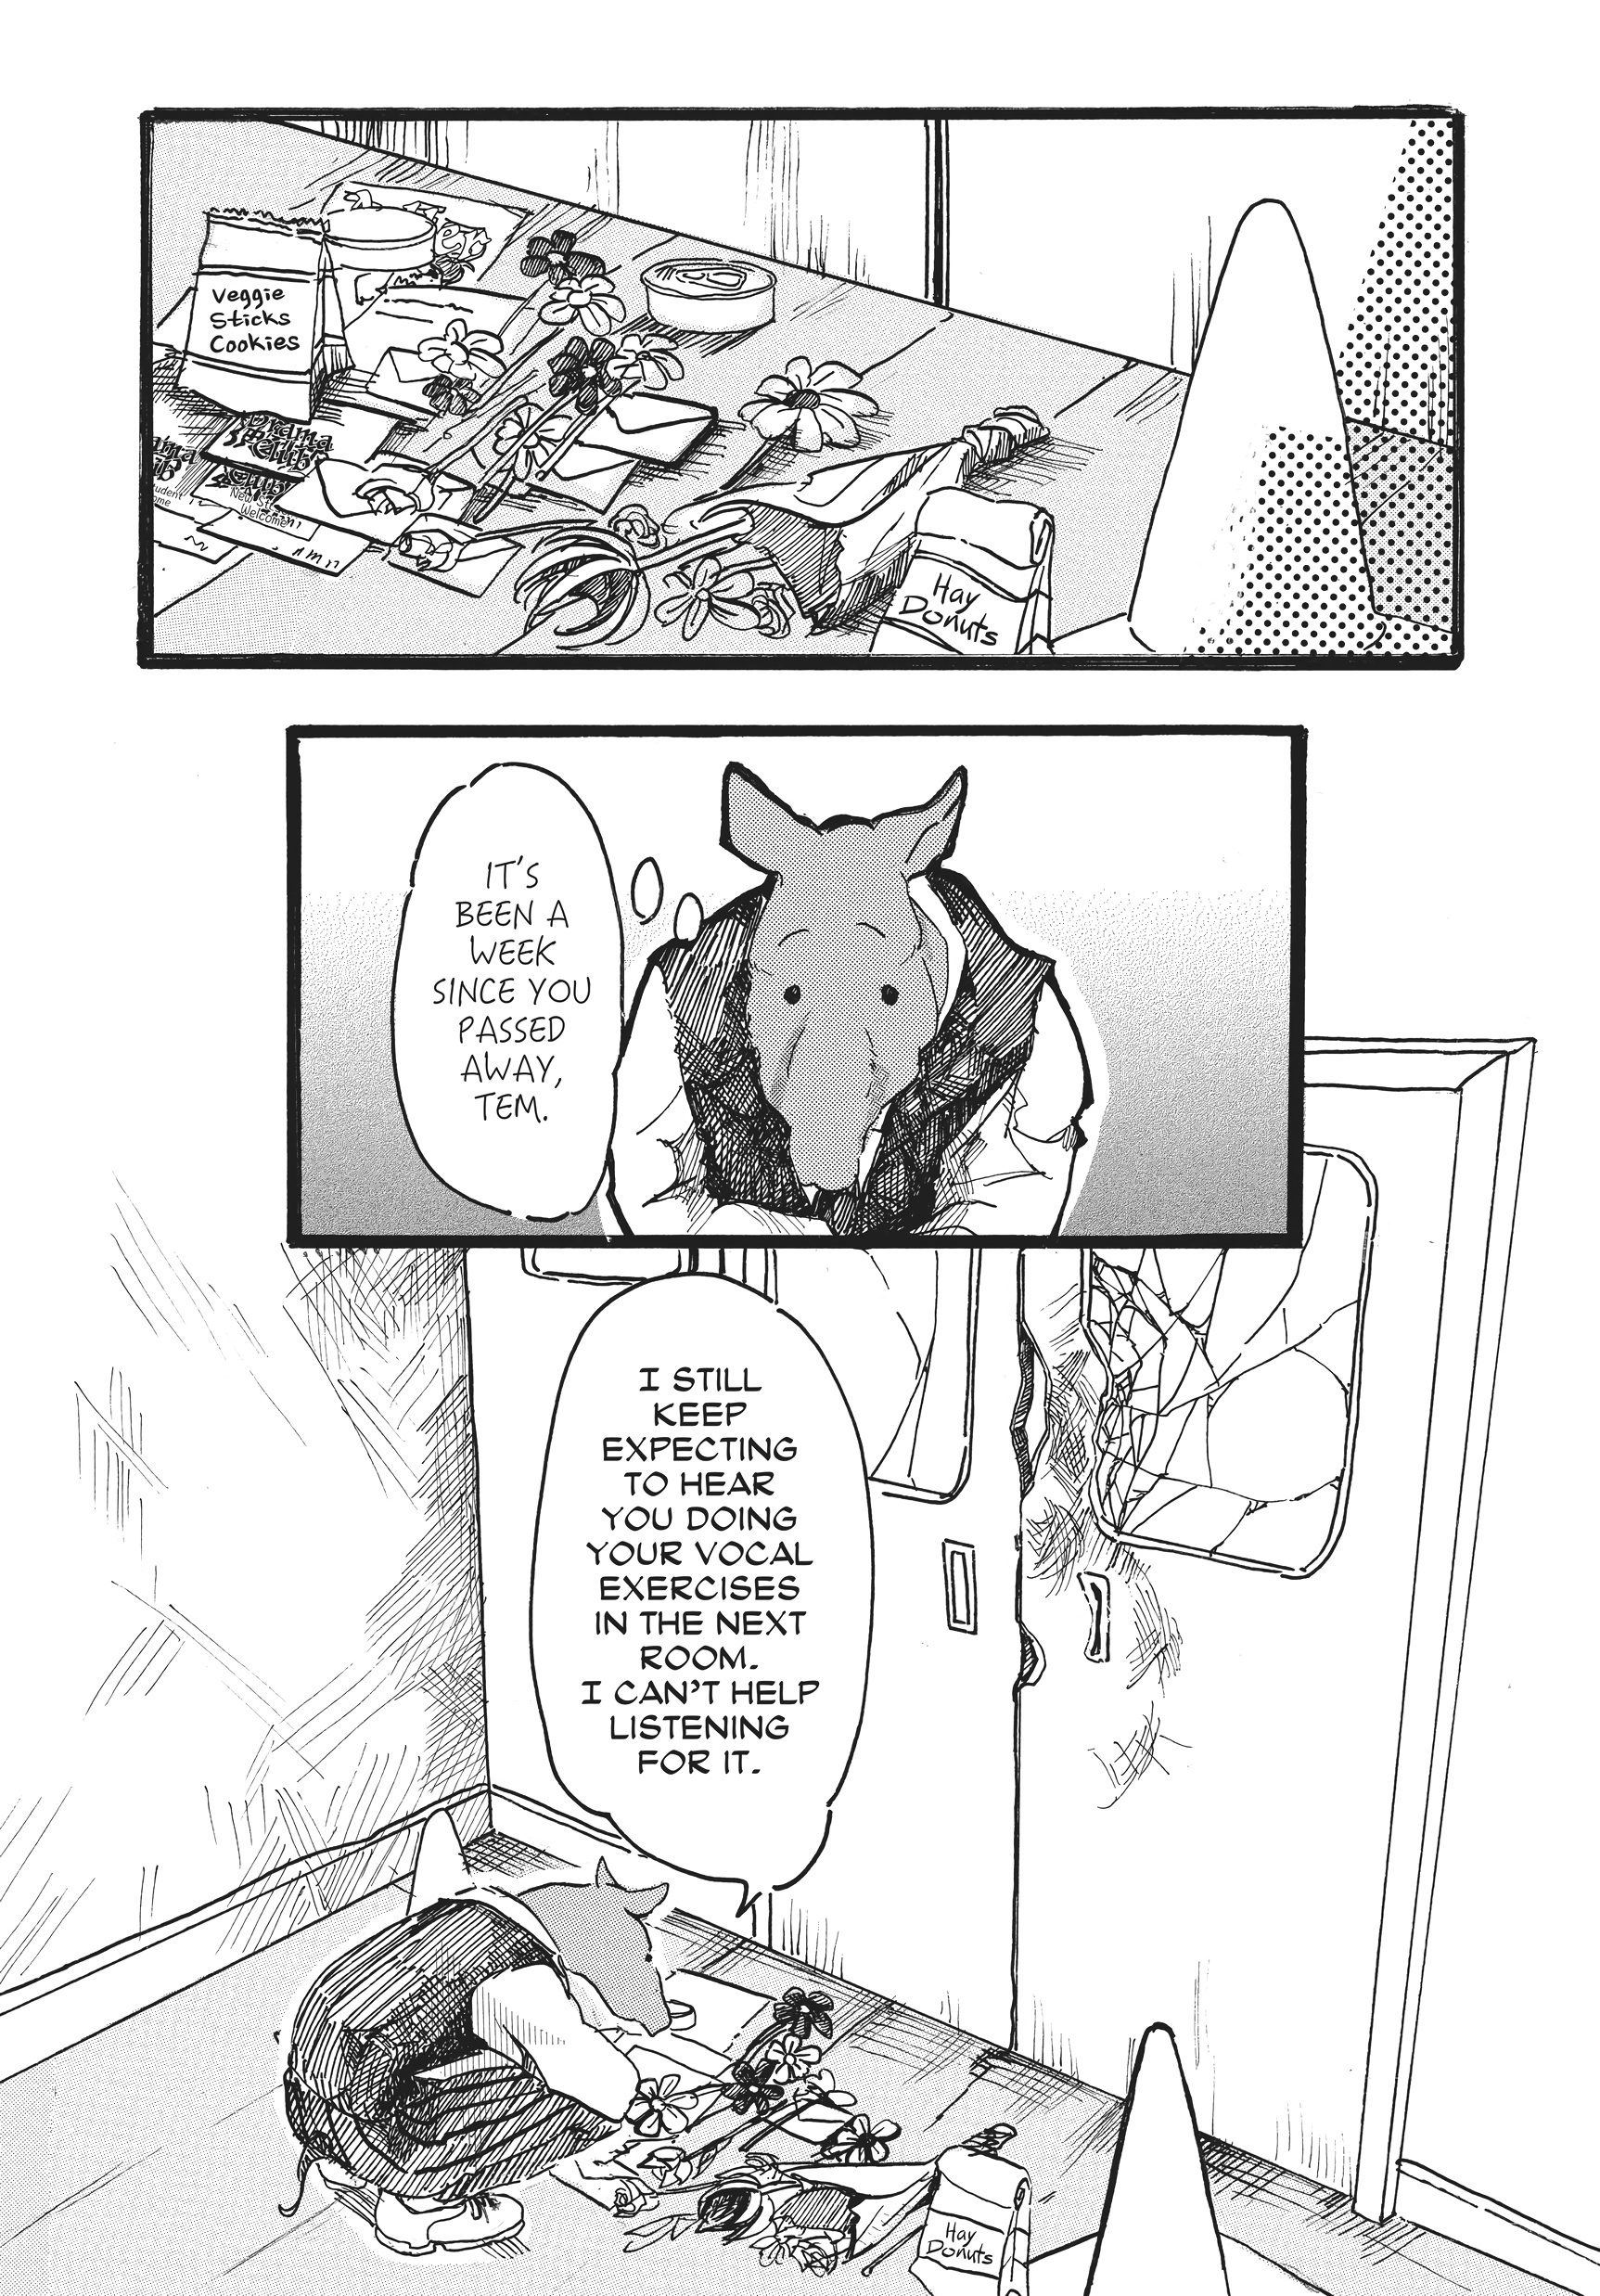 Veggie
Sticks
Cookies
Drama
Club
Club
New St
Welcome
Hay
Donuts
IT'S
BEEN A
WEEK
SINCE YOU
PASSED
AWAY,
TEM.
I STILL
KEEP
EXPECTING
TO HEAR
YOU DOING
YOUR VOCAL
EXERCISES
IN THE NEXT
ROOM.
I CAN'T HELP
LISTENING
FOR IT.
Hay
Donuts